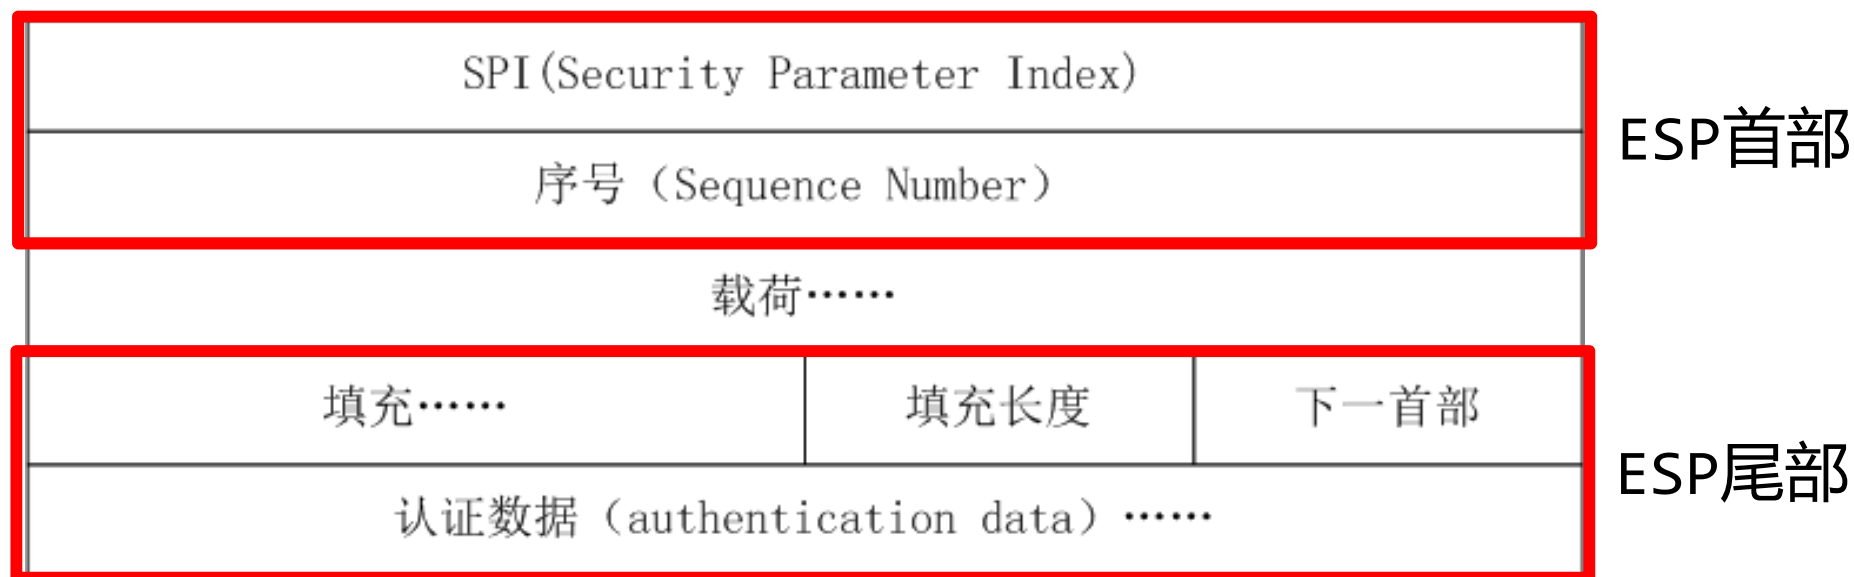 SPI(Security Parameter Index)
ESP首部
序号（Sequence Number）
载荷……
填充…… 填充长度 下一首部
ESP尾部
认证数据（authentication data）……